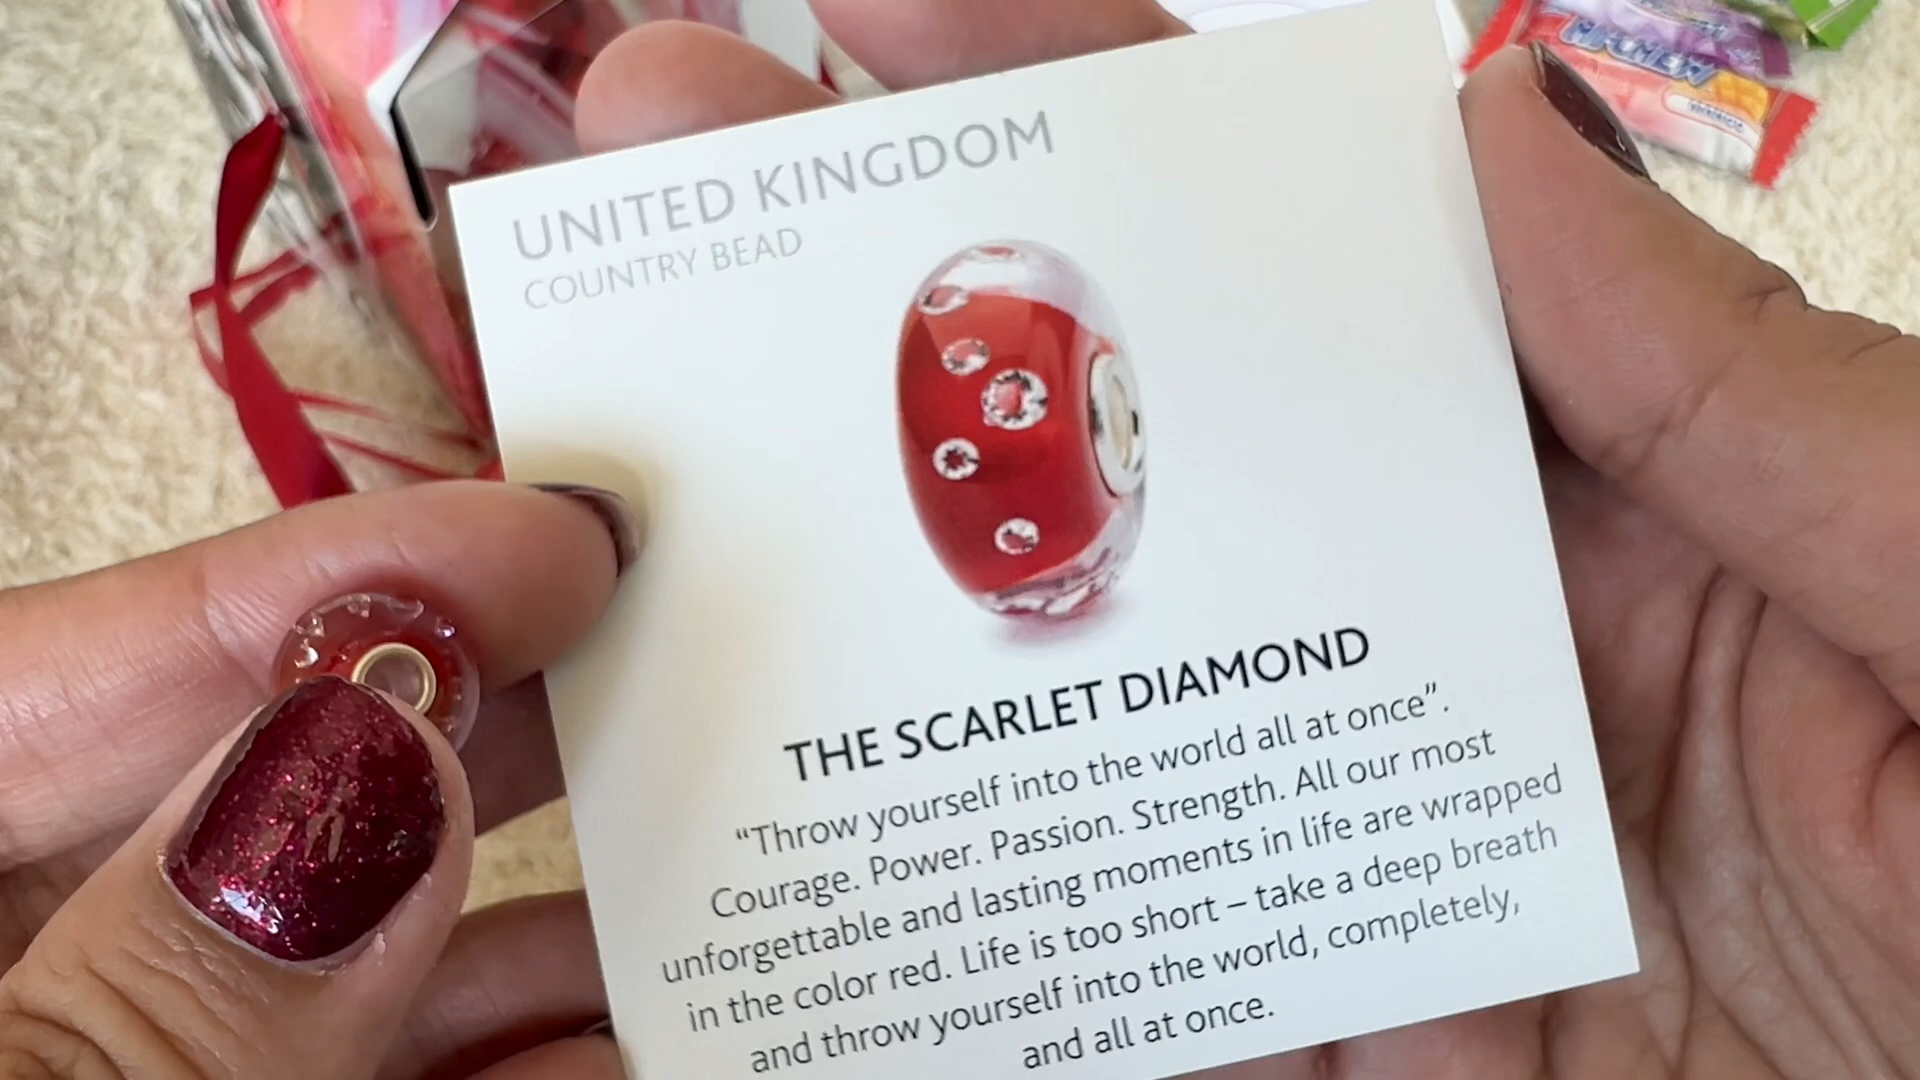 UNITED KINGDOM
COUNTRY BEAD
THE SCARLET DIAMOND
“Throw yourself into the world all at once”.
Courage. Power. Passion. Strength. All our most
unforgettable and lasting moments in life are wrapped
in the color red. Life is too short – take a deep breath
and throw yourself into the world, completely,
and all at once.